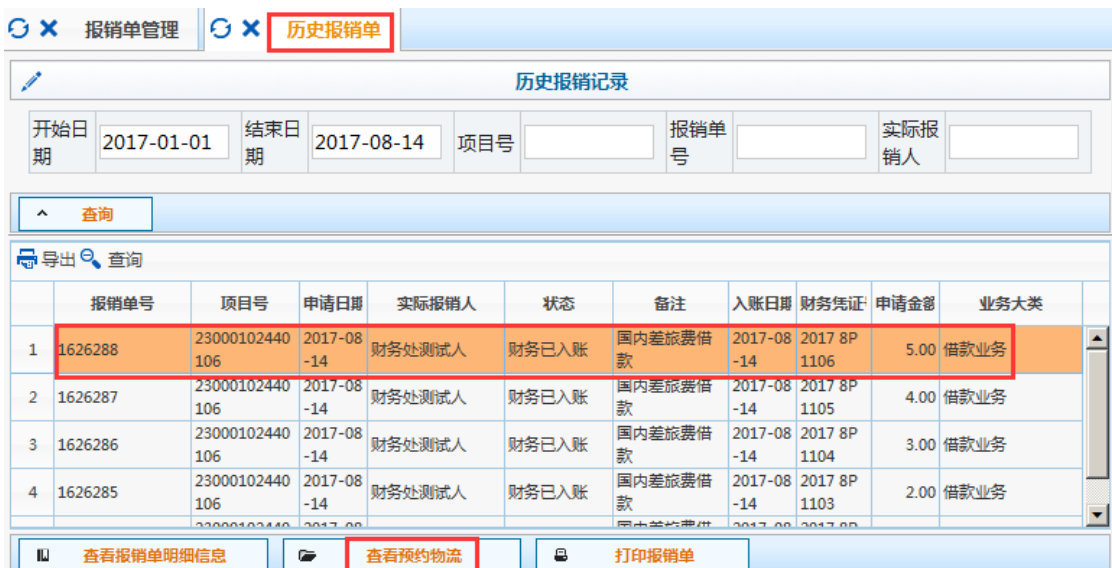 报销单管理 历史报销单
历史报销记录
开始日期 2017-01-01 结束日期 2017-08-14 项目号 报销单号 实际报销人
查询
导出 查询
报销单号 项目号 申请日期 实际报销人 状态 备注 入账日期 财务凭证 申请金额 业务大类
1 1626288 23000102440106 2017-08-14 财务处测试人 财务已入账 国内差旅费借款 2017-08-14 2017 8P 1106 5.00 借款业务
2 1626287 23000102440106 2017-08-14 财务处测试人 财务已入账 国内差旅费借款 2017-08-14 2017 8P 1105 4.00 借款业务
3 1626286 23000102440106 2017-08-14 财务处测试人 财务已入账 国内差旅费借款 2017-08-14 2017 8P 1104 3.00 借款业务
4 1626285 23000102440106 2017-08-14 财务处测试人 财务已入账 国内差旅费借款 2017-08-14 2017 8P 1103 2.00 借款业务
查看报销单明细信息 查看预约物流 打印报销单